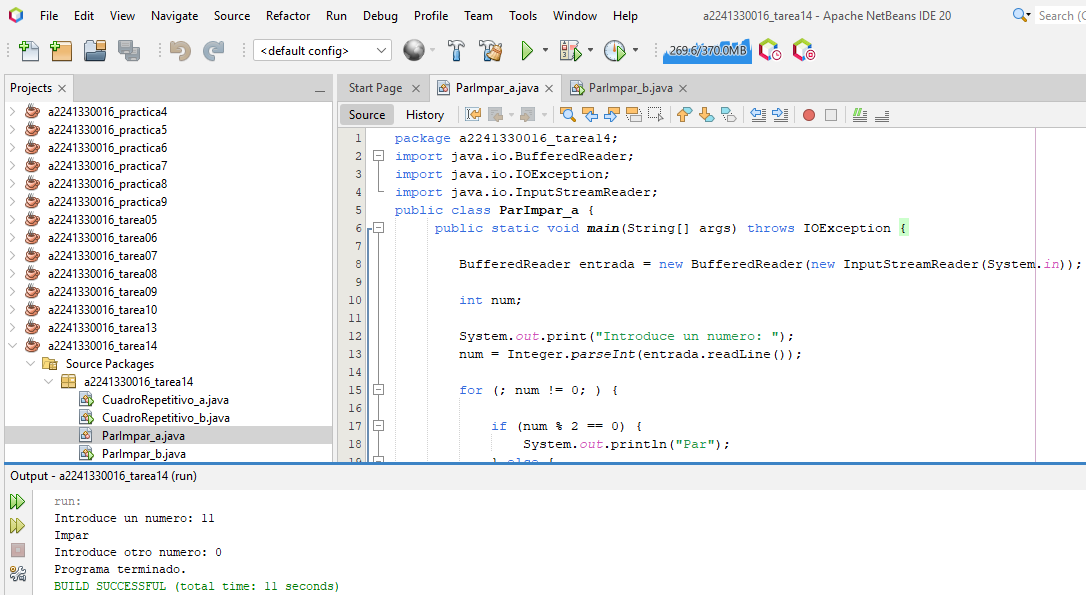 File Edit View Navigate Source Refactor Run Debug Profile Team Tools Window Help a2241330016_tarea14 - Apache NetBeans IDE 20 Search (C
<default config> 269.6/370.0MB
Projects
a2241330016_practica4
a2241330016_practica5
a2241330016_practica6
a2241330016_practica7
a2241330016_practica8
a2241330016_practica9
a2241330016_tarea05
a2241330016_tarea06
a2241330016_tarea07
a2241330016_tarea08
a2241330016_tarea09
a2241330016_tarea10
a2241330016_tarea13
a2241330016_tarea14
Source Packages
a2241330016_tarea14
CuadroRepetitivo_a.java
CuadroRepetitivo_b.java
ParImpar_a.java
ParImpar_b.java
Start Page ParImpar_a.java ParImpar_b.java
Source History
1 package a2241330016_tarea14;
2 import java.io.BufferedReader;
3 import java.io.IOException;
4 import java.io.InputStreamReader;
5 public class ParImpar_a {
6 public static void main(String[] args) throws IOException {
7
8 BufferedReader entrada = new BufferedReader(new InputStreamReader(System.in));
9
10 int num;
11
12 System.out.print("Introduce un numero: ");
13 num = Integer.parseInt(entrada.readLine());
14
15 for (; num != 0; ) {
16
17 if (num % 2 == 0) {
18 System.out.println("Par");
19 } else {
Output - a2241330016_tarea14 (run)
run:
Introduce un numero: 11
Impar
Introduce otro numero: 0
Programa terminado.
BUILD SUCCESSFUL (total time: 11 seconds)